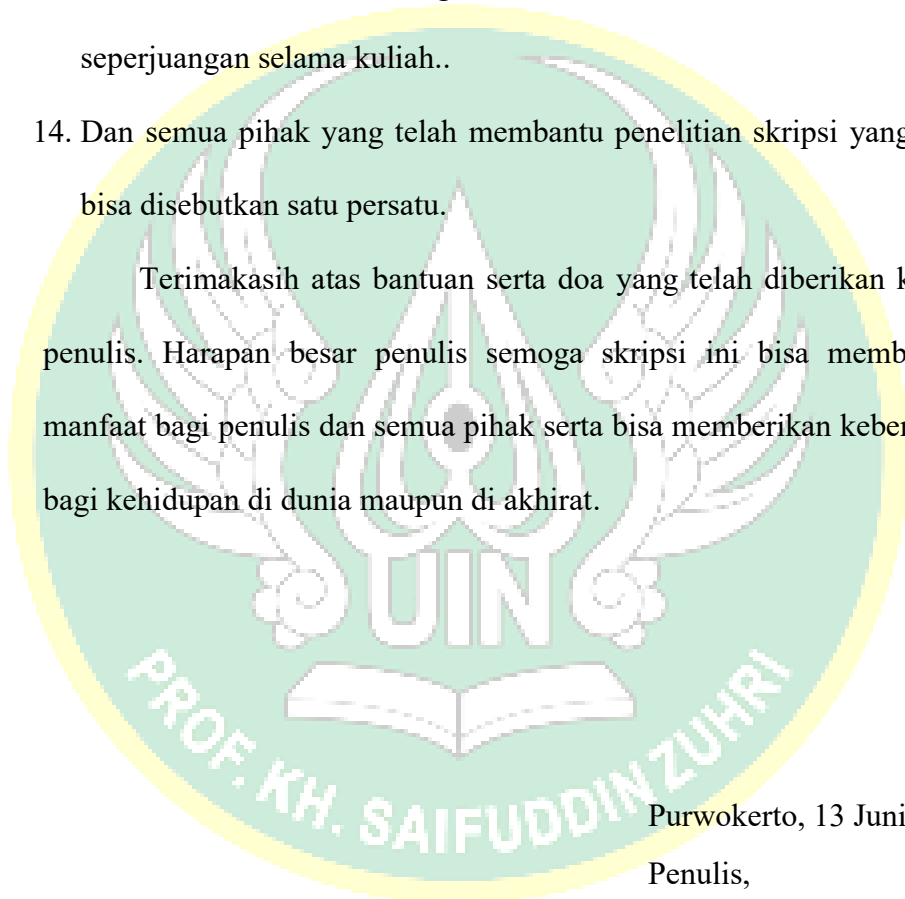 seperjuangan selama kuliah..
14. Dan semua pihak yang telah membantu penelitian skripsi yang
bisa disebutkan satu persatu.
Terimakasih atas bantuan serta doa yang telah diberikan
penulis. Harapan besar penulis semoga skripsi ini bisa
manfaat bagi penulis dan semua pihak serta bisa memberikan
bagi kehidupan di dunia maupun di akhirat.
UIN
PROF. KH. SAIFUDDIN ZUHRI
Purwokerto, 13 Juni
Penulis,